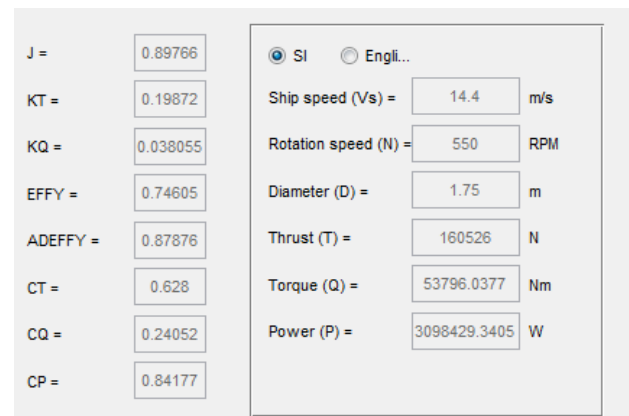 J = 0.89766
KT = 0.19872
KQ = 0.038055
EFFY = 0.74605
ADEFFY = 0.87876
CT = 0.628
CQ = 0.24052
CP = 0.84177
SI Engli...
Ship speed (Vs) = 14.4 m/s
Rotation speed (N) = 550 RPM
Diameter (D) = 1.75 m
Thrust (T) = 160526 N
Torque (Q) = 53796.0377 Nm
Power (P) = 3098429.3405 W